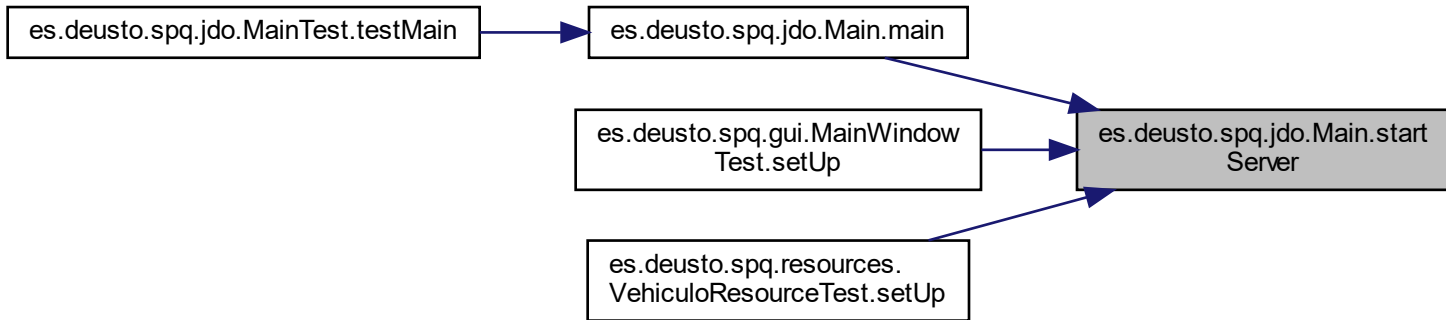 es.deusto.spq.jdo.MainTest.testMain
es.deusto.spq.jdo.Main.main
es.deusto.spq.gui.MainWindow
Test.setUp
es.deusto.spq.jdo.Main.start
Server
es.deusto.spq.resources.
VehiculoResourceTest.setUp